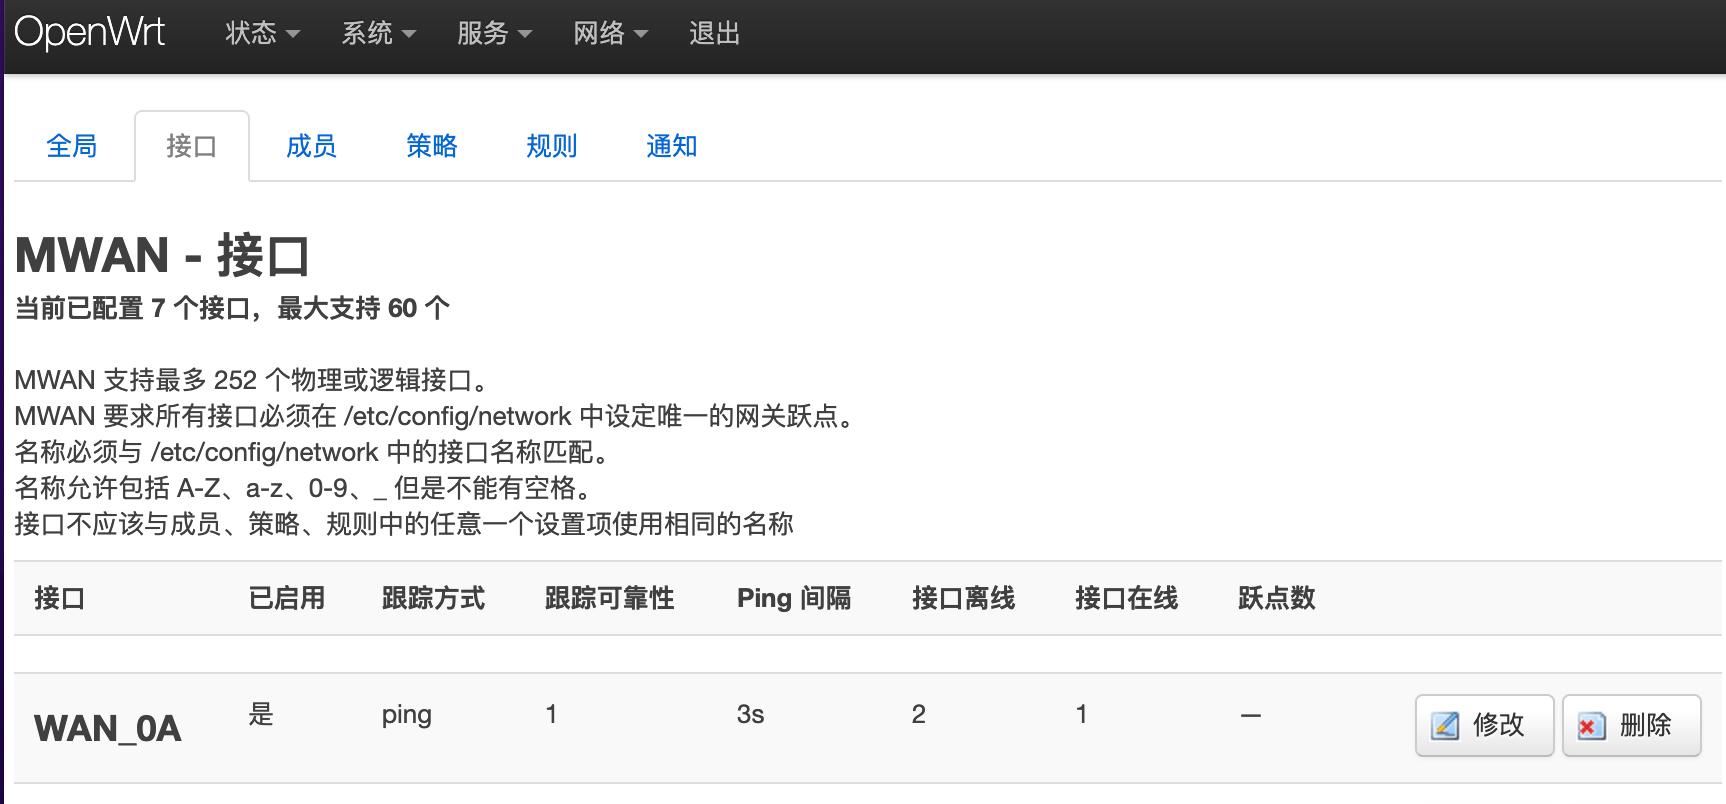 OpenWrt 状态 系统 服务 网络 退出
全局 接口 成员 策略 规则 通知
MWAN - 接口
当前已配置 7 个接口，最大支持 60 个
MWAN 支持最多 252 个物理或逻辑接口。
MWAN 要求所有接口必须在 /etc/config/network 中设定唯一的网关跃点。
名称必须与 /etc/config/network 中的接口名称匹配。
名称允许包括 A-Z、a-z、0-9、_ 但是不能有空格。
接口不应该与成员、策略、规则中的任意一个设置项使用相同的名称
接口 已启用 跟踪方式 跟踪可靠性 Ping 间隔 接口离线 接口在线 跃点数
WAN_0A 是 ping 1 3s 2 1 — 修改 删除